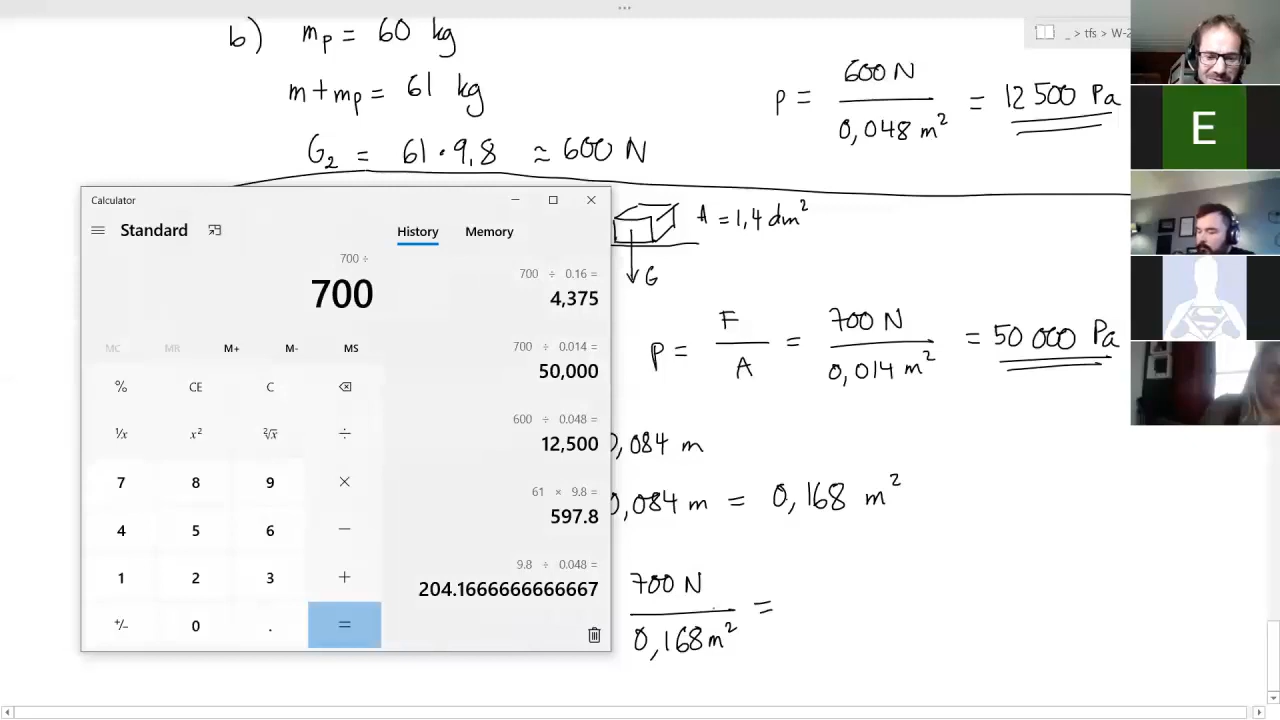 b) mp = 60 kg
m+mp = 61 kg
G₂ = 61 · 9,8 ≈ 600 N
p = 600 N / 0,048 m² = 12 500 Pa
_ > tfs > W-2
E
A = 1,4 dm²
G
p = F / A = 700 N / 0,014 m² = 50 000 Pa
0,084 m
0,084 m = 0,168 m²
700 N / 0,168 m² =
Calculator
Standard
History Memory
700 ÷
700
700 ÷ 0.16 =
4,375
700 ÷ 0.014 =
50,000
600 ÷ 0.048 =
12,500
61 × 9.8 =
597.8
9.8 ÷ 0.048 =
204.1666666666667
MC MR M+ M- MS
% CE C
¹/x x² ²√x ÷
7 8 9 ×
4 5 6 −
1 2 3 +
+/- 0 . =